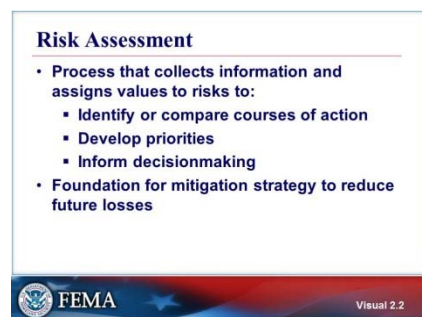 Risk Assessment
• Process that collects information and
assigns values to risks to:
▪ Identify or compare courses of action
▪ Develop priorities
▪ Inform decisionmaking
• Foundation for mitigation strategy to reduce
future losses
FEMA
Visual 2.2